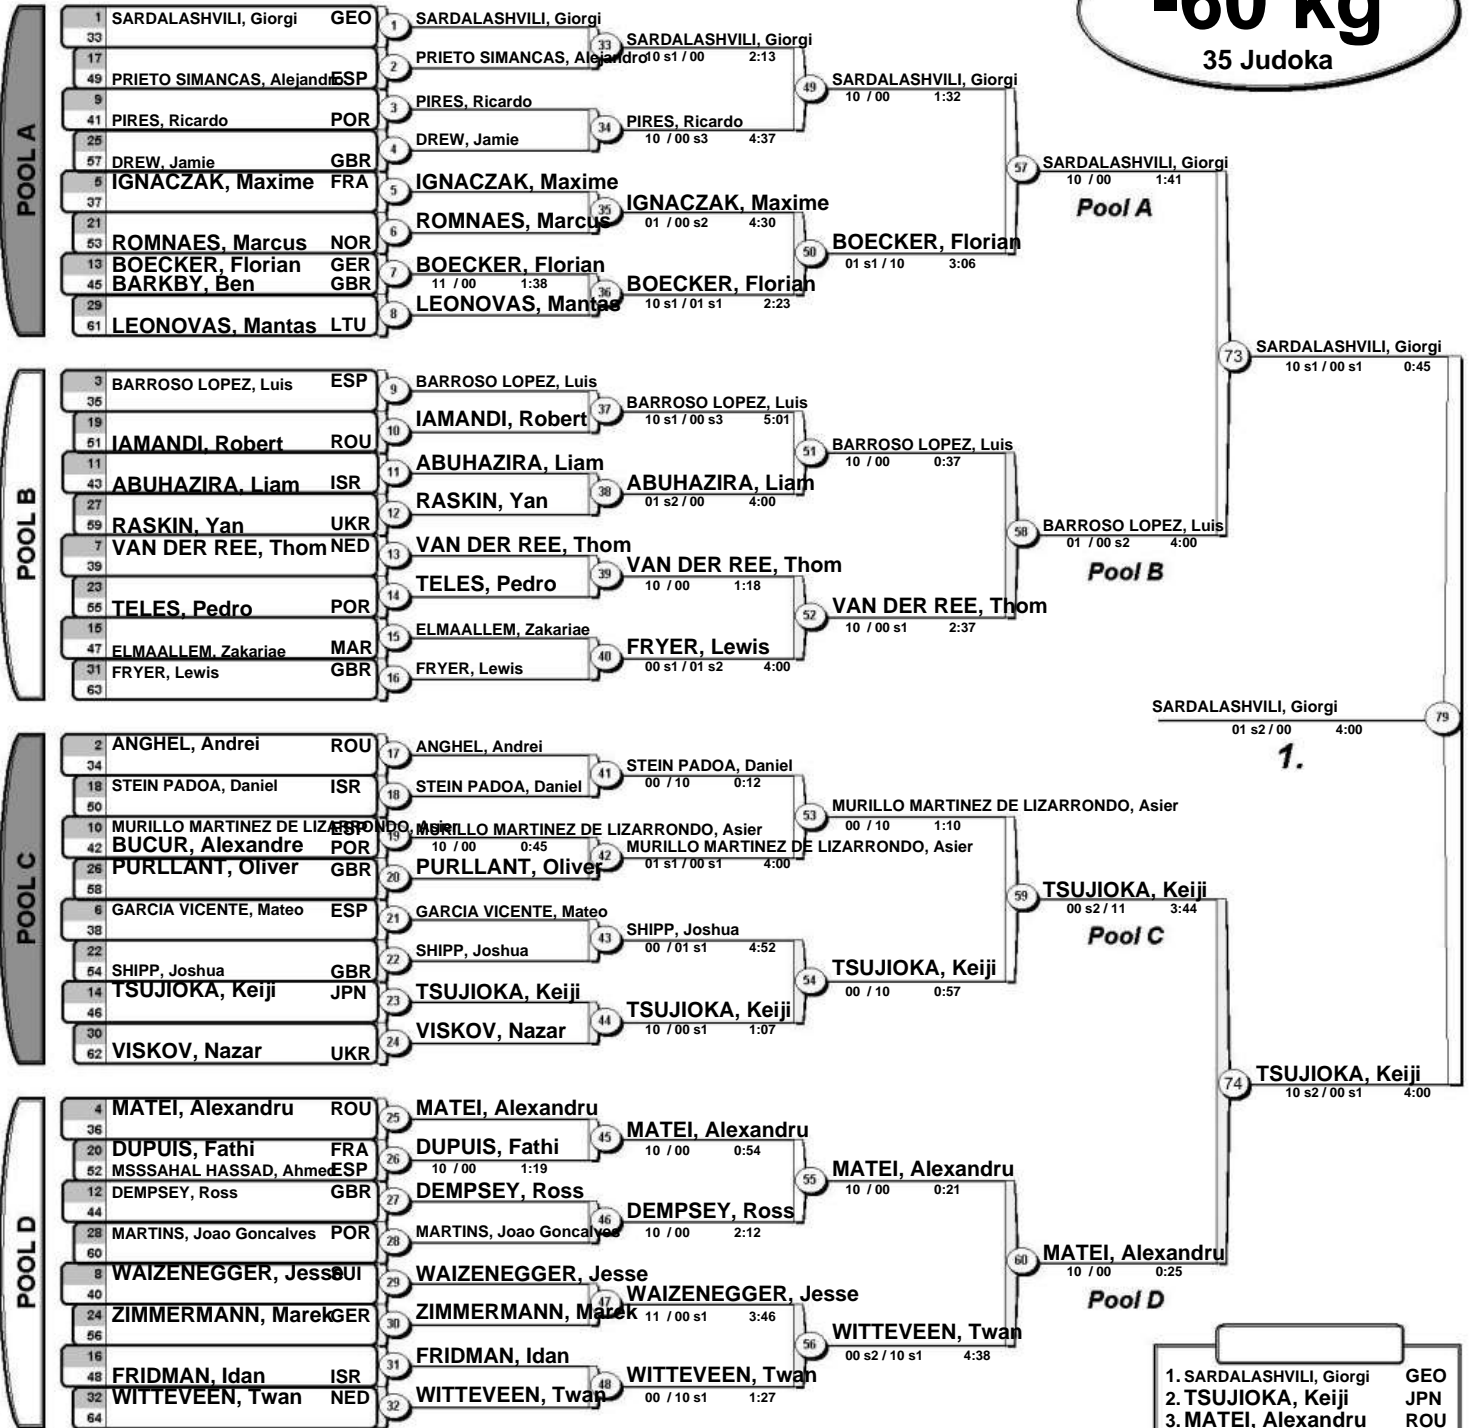 -60 kg
35 Judoka
POOL A
1 SARDALASHVILI, Giorgi GEO
33
17
49 PRIETO SIMANCAS, Alejandro ESP
9
41 PIRES, Ricardo POR
25
57 DREW, Jamie GBR
5 IGNACZAK, Maxime FRA
37
21
53 ROMNAES, Marcus NOR
13 BOECKER, Florian GER
45 BARKBY, Ben GBR
29
61 LEONOVAS, Mantas LTU
1 SARDALASHVILI, Giorgi
2 PRIETO SIMANCAS, Alejandro
3 PIRES, Ricardo
4 DREW, Jamie
5 IGNACZAK, Maxime
6 ROMNAES, Marcus
7 BOECKER, Florian
11 / 00 1:38
8 LEONOVAS, Mantas
33 SARDALASHVILI, Giorgi
10 s1 / 00 2:13
34 PIRES, Ricardo
10 / 00 s3 4:37
35 IGNACZAK, Maxime
01 / 00 s2 4:30
36 BOECKER, Florian
10 s1 / 01 s1 2:23
49 SARDALASHVILI, Giorgi
10 / 00 1:32
50 BOECKER, Florian
01 s1 / 10 3:06
57 SARDALASHVILI, Giorgi
10 / 00 1:41
Pool A
POOL B
3 BARROSO LOPEZ, Luis ESP
35
19
51 IAMANDI, Robert ROU
11
43 ABUHAZIRA, Liam ISR
27
59 RASKIN, Yan UKR
7 VAN DER REE, Thom NED
39
23
55 TELES, Pedro POR
15
47 ELMAALLEM, Zakariae MAR
31 FRYER, Lewis GBR
63
9 BARROSO LOPEZ, Luis
10 IAMANDI, Robert
11 ABUHAZIRA, Liam
12 RASKIN, Yan
13 VAN DER REE, Thom
14 TELES, Pedro
15 ELMAALLEM, Zakariae
16 FRYER, Lewis
37 BARROSO LOPEZ, Luis
10 s1 / 00 s3 5:01
38 ABUHAZIRA, Liam
01 s2 / 00 4:00
39 VAN DER REE, Thom
10 / 00 1:18
40 FRYER, Lewis
00 s1 / 01 s2 4:00
51 BARROSO LOPEZ, Luis
10 / 00 0:37
52 VAN DER REE, Thom
10 / 00 s1 2:37
58 BARROSO LOPEZ, Luis
01 / 00 s2 4:00
Pool B
73 SARDALASHVILI, Giorgi
10 s1 / 00 s1 0:45
SARDALASHVILI, Giorgi 79
01 s2 / 00 4:00
1.
POOL C
2 ANGHEL, Andrei ROU
34
18 STEIN PADOA, Daniel ISR
50
10 MURILLO MARTINEZ DE LIZARRONDO, Asier ESP
42 BUCUR, Alexandre POR
26 PURLLANT, Oliver GBR
58
6 GARCIA VICENTE, Mateo ESP
38
22
54 SHIPP, Joshua GBR
14 TSUJIOKA, Keiji JPN
46
30
62 VISKOV, Nazar UKR
17 ANGHEL, Andrei
18 STEIN PADOA, Daniel
19 MURILLO MARTINEZ DE LIZARRONDO, Asier
10 / 00 0:45
20 PURLLANT, Oliver
21 GARCIA VICENTE, Mateo
22 SHIPP, Joshua
23 TSUJIOKA, Keiji
24 VISKOV, Nazar
41 STEIN PADOA, Daniel
00 / 10 0:12
42 MURILLO MARTINEZ DE LIZARRONDO, Asier
01 s1 / 00 s1 4:00
43 SHIPP, Joshua
00 / 01 s1 4:52
44 TSUJIOKA, Keiji
10 / 00 s1 1:07
53 MURILLO MARTINEZ DE LIZARRONDO, Asier
00 / 10 1:10
54 TSUJIOKA, Keiji
00 / 10 0:57
59 TSUJIOKA, Keiji
00 s2 / 11 3:44
Pool C
POOL D
4 MATEI, Alexandru ROU
36
20 DUPUIS, Fathi FRA
52 MSSSAHAL HASSAD, Ahmed ESP
12 DEMPSEY, Ross GBR
44
28 MARTINS, Joao Goncalves POR
60
8 WAIZENEGGER, Jesse SUI
40
24 ZIMMERMANN, Marek GER
56
16
48 FRIDMAN, Idan ISR
32 WITTEVEEN, Twan NED
64
25 MATEI, Alexandru
26 DUPUIS, Fathi
10 / 00 1:19
27 DEMPSEY, Ross
28 MARTINS, Joao Goncalves
29 WAIZENEGGER, Jesse
30 ZIMMERMANN, Marek
31 FRIDMAN, Idan
32 WITTEVEEN, Twan
45 MATEI, Alexandru
10 / 00 0:54
46 DEMPSEY, Ross
10 / 00 2:12
47 WAIZENEGGER, Jesse
11 / 00 s1 3:46
48 WITTEVEEN, Twan
00 / 10 s1 1:27
55 MATEI, Alexandru
10 / 00 0:21
56 WITTEVEEN, Twan
00 s2 / 10 s1 4:38
60 MATEI, Alexandru
10 / 00 0:25
Pool D
74 TSUJIOKA, Keiji
10 s2 / 00 s1 4:00
1. SARDALASHVILI, Giorgi GEO
2. TSUJIOKA, Keiji JPN
3. MATEI, Alexandru ROU